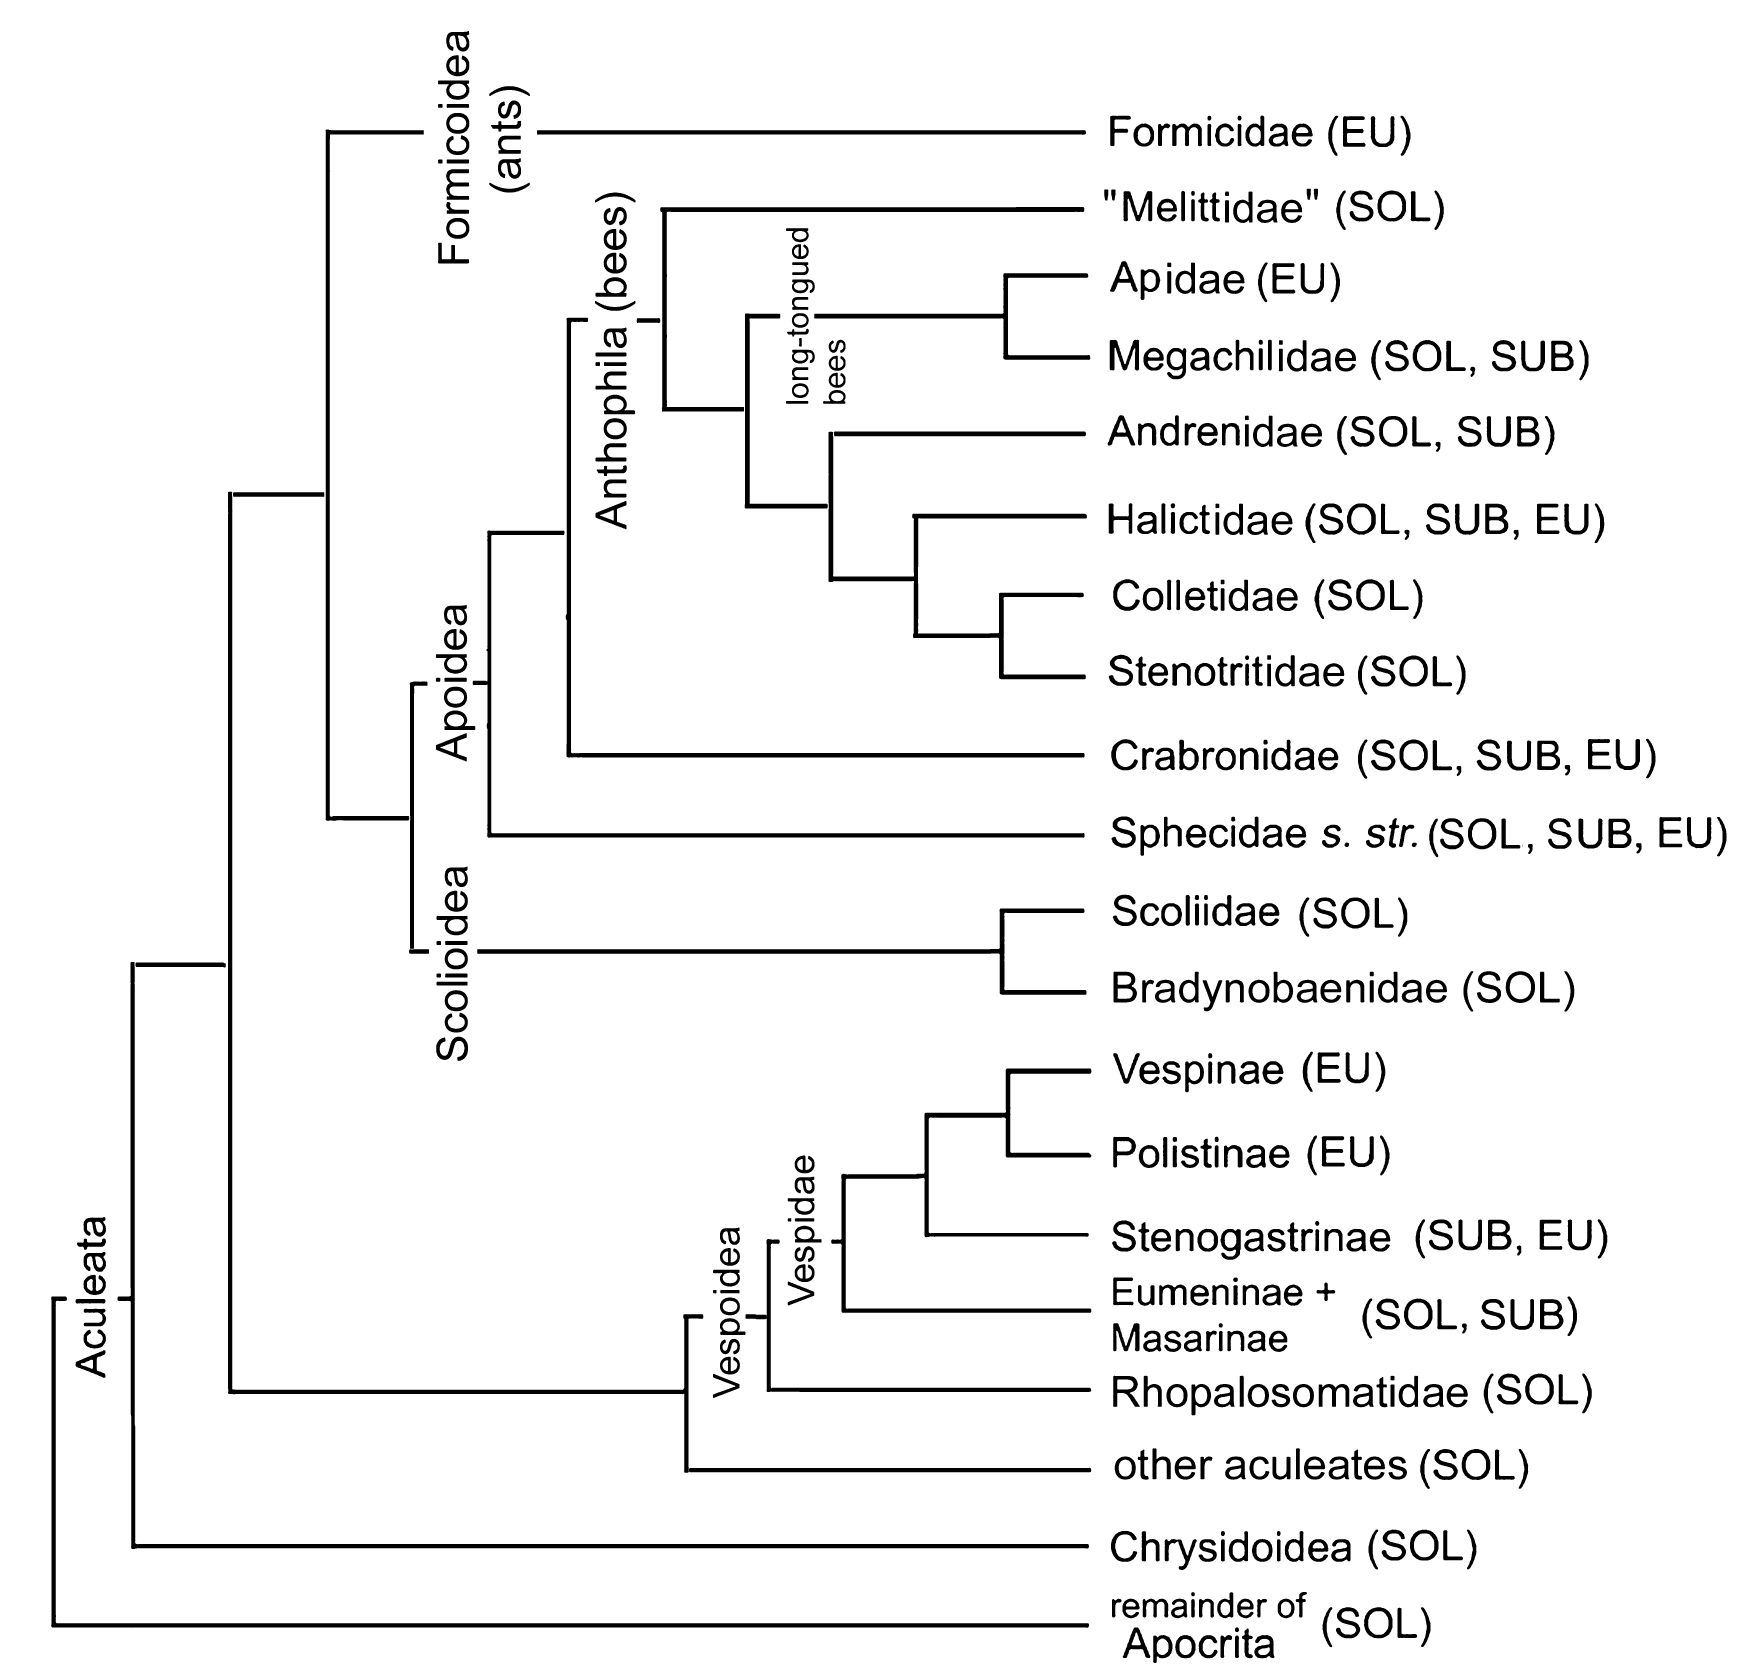 Formicoidea
(ants)
Formicidae (EU)
Anthophila (bees)
"Melittidae" (SOL)
long-tongued
bees
Apidae (EU)
Megachilidae (SOL, SUB)
Andrenidae (SOL, SUB)
Halictidae (SOL, SUB, EU)
Colletidae (SOL)
Stenotritidae (SOL)
Apoidea
Crabronidae (SOL, SUB, EU)
Sphecidae s. str. (SOL, SUB, EU)
Scolioidea
Scoliidae (SOL)
Bradynobaenidae (SOL)
Vespinae (EU)
Polistinae (EU)
Vespidae
Stenogastrinae (SUB, EU)
Aculeata
Vespoidea
Eumeninae +
Masarinae (SOL, SUB)
Rhopalosomatidae (SOL)
other aculeates (SOL)
Chrysidoidea (SOL)
remainder of
Apocrita (SOL)